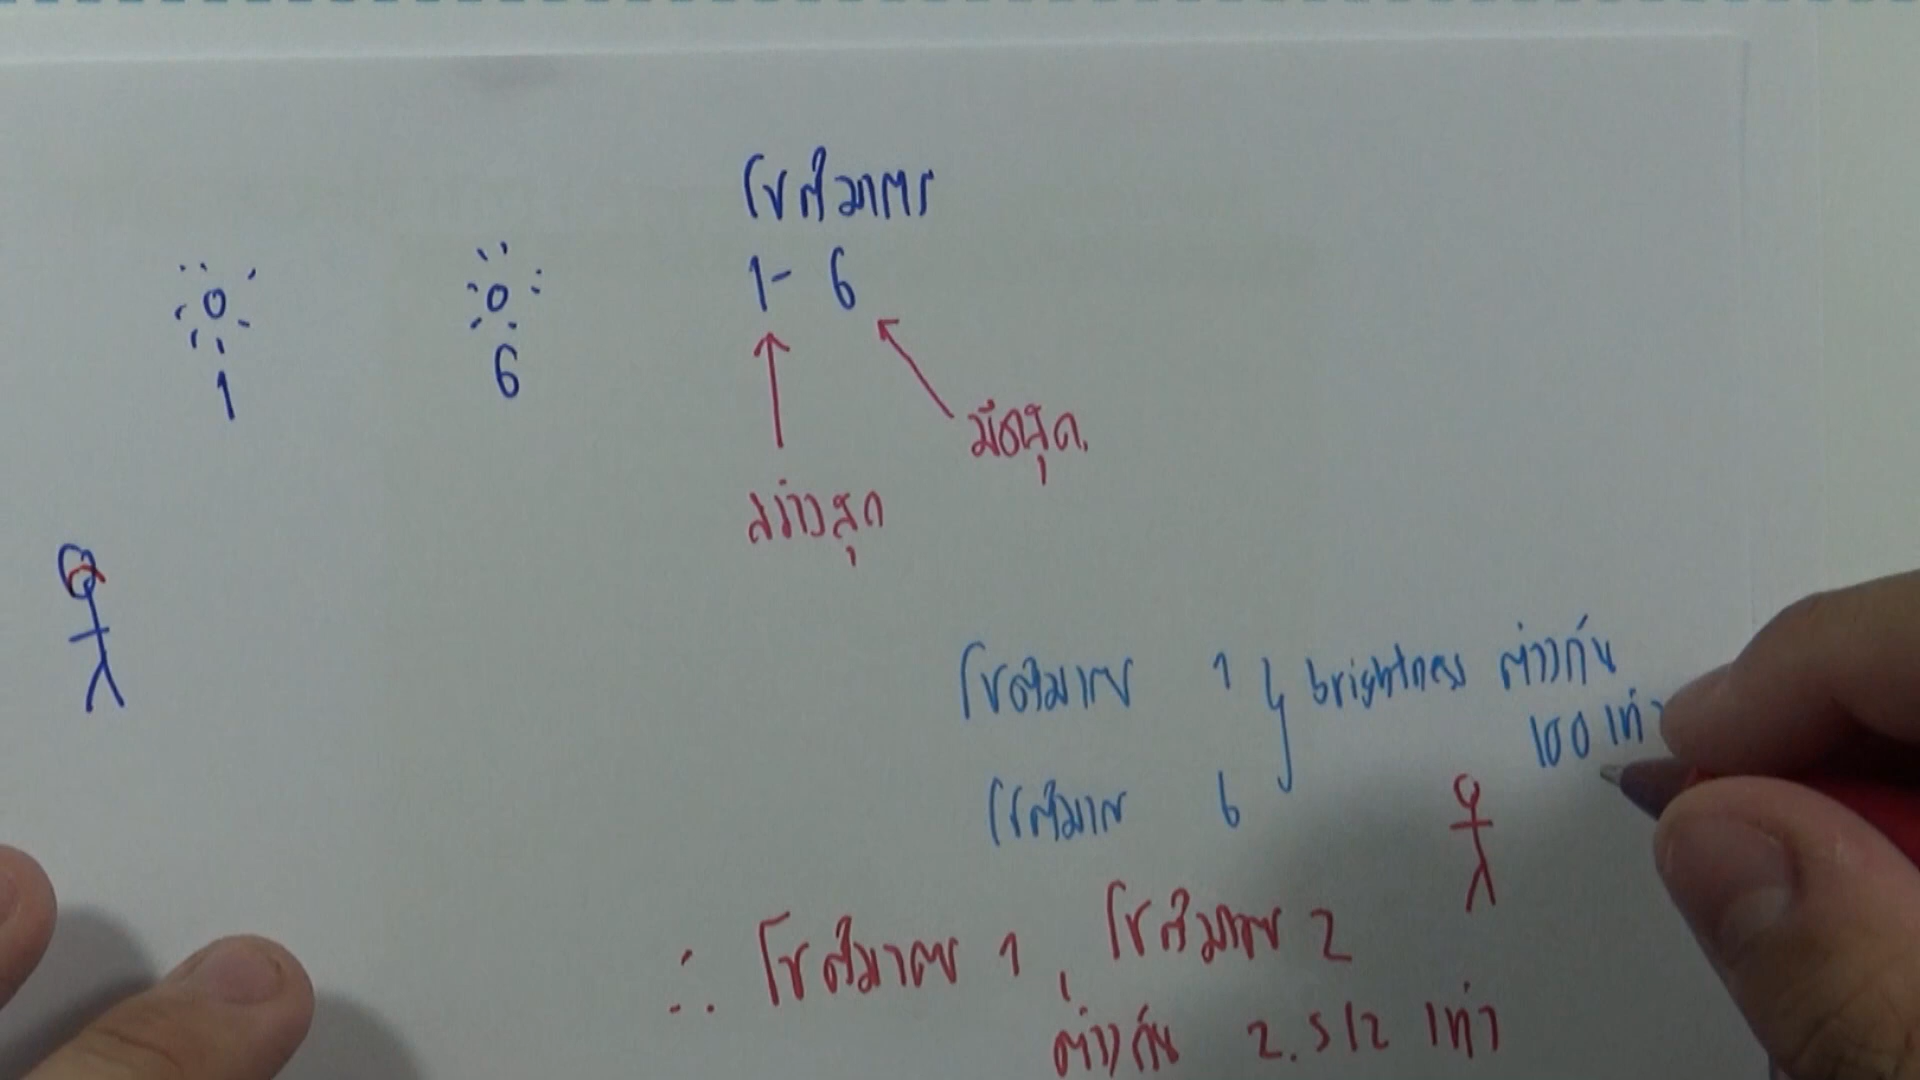 โชติมาตร
1 - 6
1
6
มืดสุด.
สว่างสุด
โชติมาตร 1 brightness ต่างกัน
100 เท่า
โชติมาตร 6
∴ โชติมาตร 1, โชติมาตร 2
ต่างกัน 2.512 เท่า